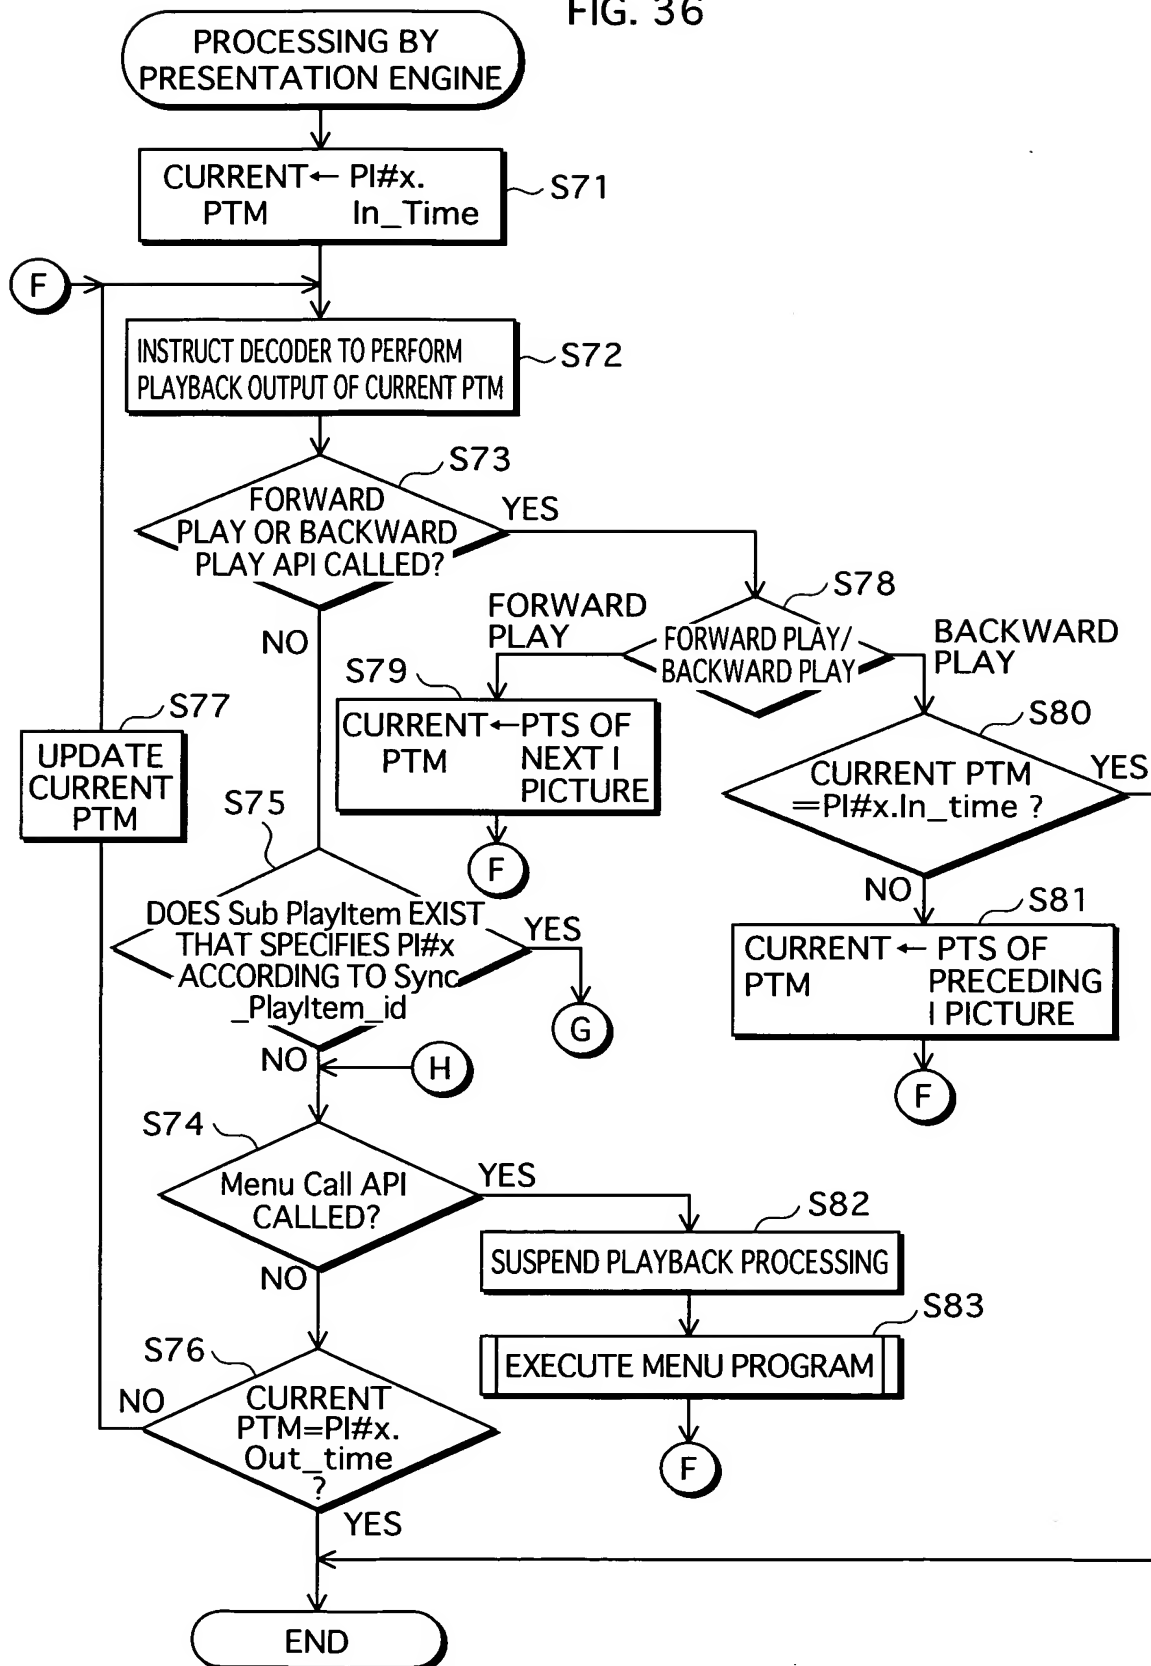 FIG. 36
PROCESSING BY
PRESENTATION ENGINE
CURRENT ← PI#x.
PTM In_Time
S71
F
INSTRUCT DECODER TO PERFORM
PLAYBACK OUTPUT OF CURRENT PTM
S72
S73
FORWARD
PLAY OR BACKWARD
PLAY API CALLED?
YES
NO
S78
FORWARD
PLAY
FORWARD PLAY/
BACKWARD PLAY
BACKWARD
PLAY
S79
CURRENT ← PTS OF
PTM NEXT I
PICTURE
F
S80
CURRENT PTM
=PI#x.In_time ?
YES
NO
S81
CURRENT ← PTS OF
PTM PRECEDING
I PICTURE
F
S77
UPDATE
CURRENT
PTM
S75
DOES Sub PlayItem EXIST
THAT SPECIFIES PI#x
ACCORDING TO Sync
_PlayItem_id
YES
G
NO
H
S74
Menu Call API
CALLED?
YES
NO
S82
SUSPEND PLAYBACK PROCESSING
S83
EXECUTE MENU PROGRAM
F
S76
NO
CURRENT
PTM=PI#x.
Out_time
?
YES
END